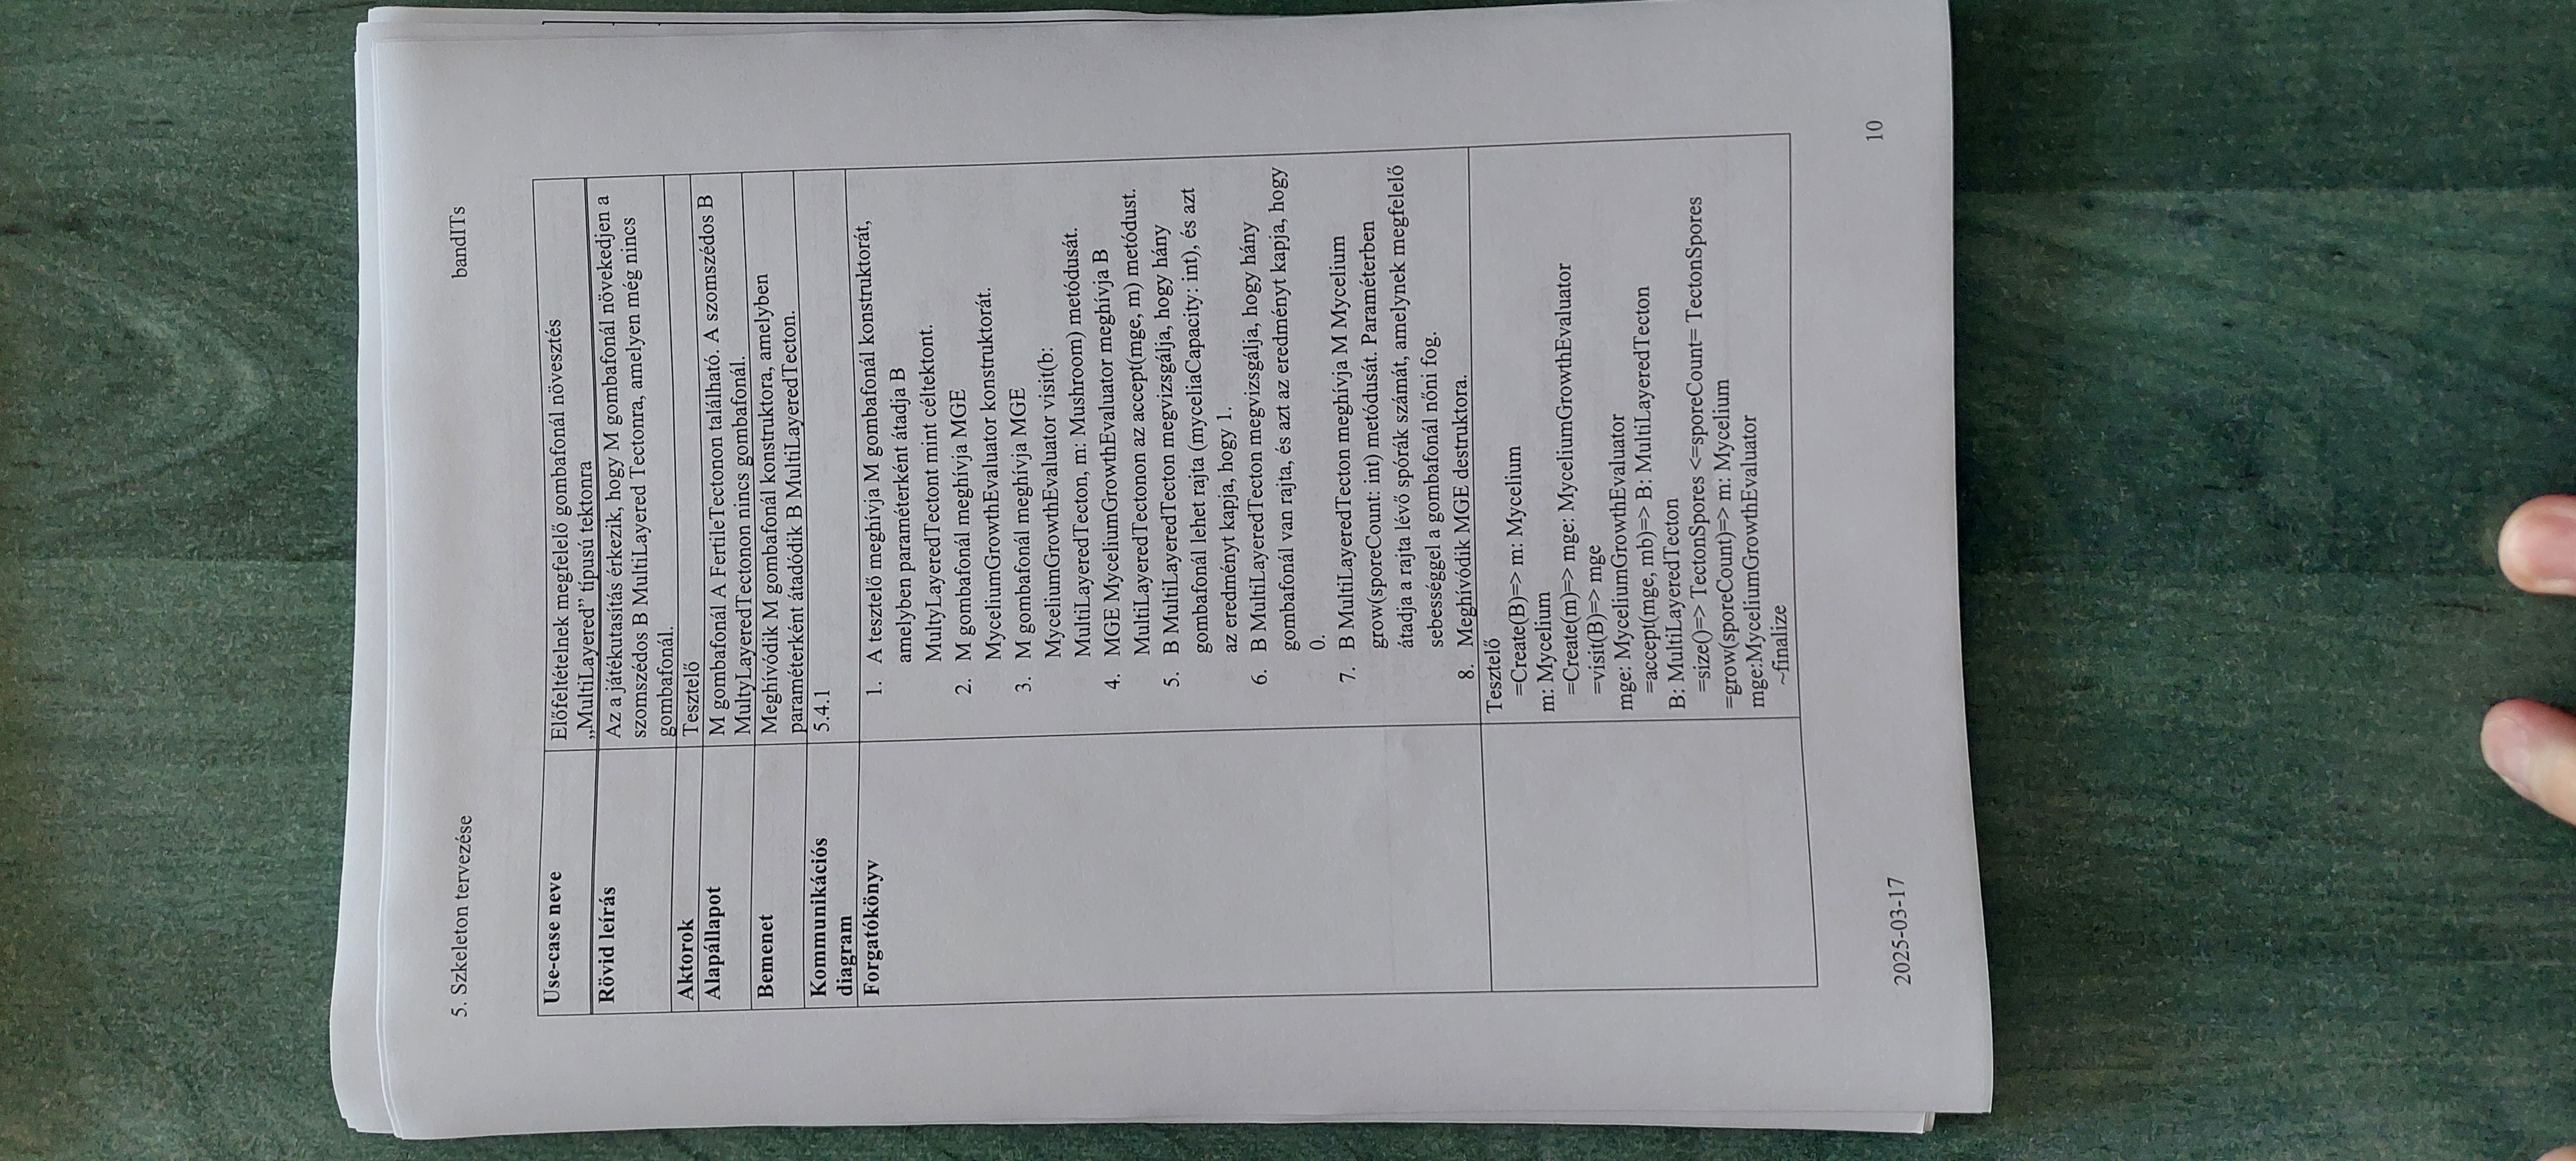 5. Szkeleton tervezése
bandITs
Use-case neve
Előfeltételnek megfelelő gombafonál növesztés
„MultiLayered” típusú tektonra
Rövid leírás
Az a játékutasítás érkezik, hogy M gombafonál növekedjen a
szomszédos B MultiLayered Tectonra, amelyen még nincs
gombafonál.
Aktorok
Tesztelő
Alapállapot
M gombafonál A FertileTectonon található. A szomszédos B
MultyLayeredTectonon nincs gombafonál.
Bemenet
Meghívódik M gombafonál konstruktora, amelyben
paraméterként átadódik B MultiLayeredTecton.
Kommunikációs
diagram
5.4.1
Forgatókönyv
1. A tesztelő meghívja M gombafonál konstruktorát,
amelyben paraméterként átadja B
MultyLayeredTectont mint céltektont.
2. M gombafonál meghívja MGE
MyceliumGrowthEvaluator konstruktorát.
3. M gombafonál meghívja MGE
MyceliumGrowthEvaluator visit(b:
MultiLayeredTecton, m: Mushroom) metódusát.
4. MGE MyceliumGrowthEvaluator meghívja B
MultiLayeredTectonon az accept(mge, m) metódust.
5. B MultiLayeredTecton megvizsgálja, hogy hány
gombafonál lehet rajta (myceliaCapacity: int), és azt
az eredményt kapja, hogy 1.
6. B MultiLayeredTecton megvizsgálja, hogy hány
gombafonál van rajta, és azt az eredményt kapja, hogy
0.
7. B MultiLayeredTecton meghívja M Mycelium
grow(sporeCount: int) metódusát. Paraméterben
átadja a rajta lévő spórák számát, amelynek megfelelő
sebességgel a gombafonál nőni fog.
8. Meghívódik MGE destruktora.
Tesztelő
=Create(B)=> m: Mycelium
m: Mycelium
=Create(m)=> mge: MyceliumGrowthEvaluator
=visit(B)=> mge
mge: MyceliumGrowthEvaluator
=accept(mge, mb)=> B: MultiLayeredTecton
B: MultiLayeredTecton
=size()=> TectonSpores <=sporeCount= TectonSpores
=grow(sporeCount)=> m: Mycelium
mge:MyceliumGrowthEvaluator
~finalize
2025-03-17
10